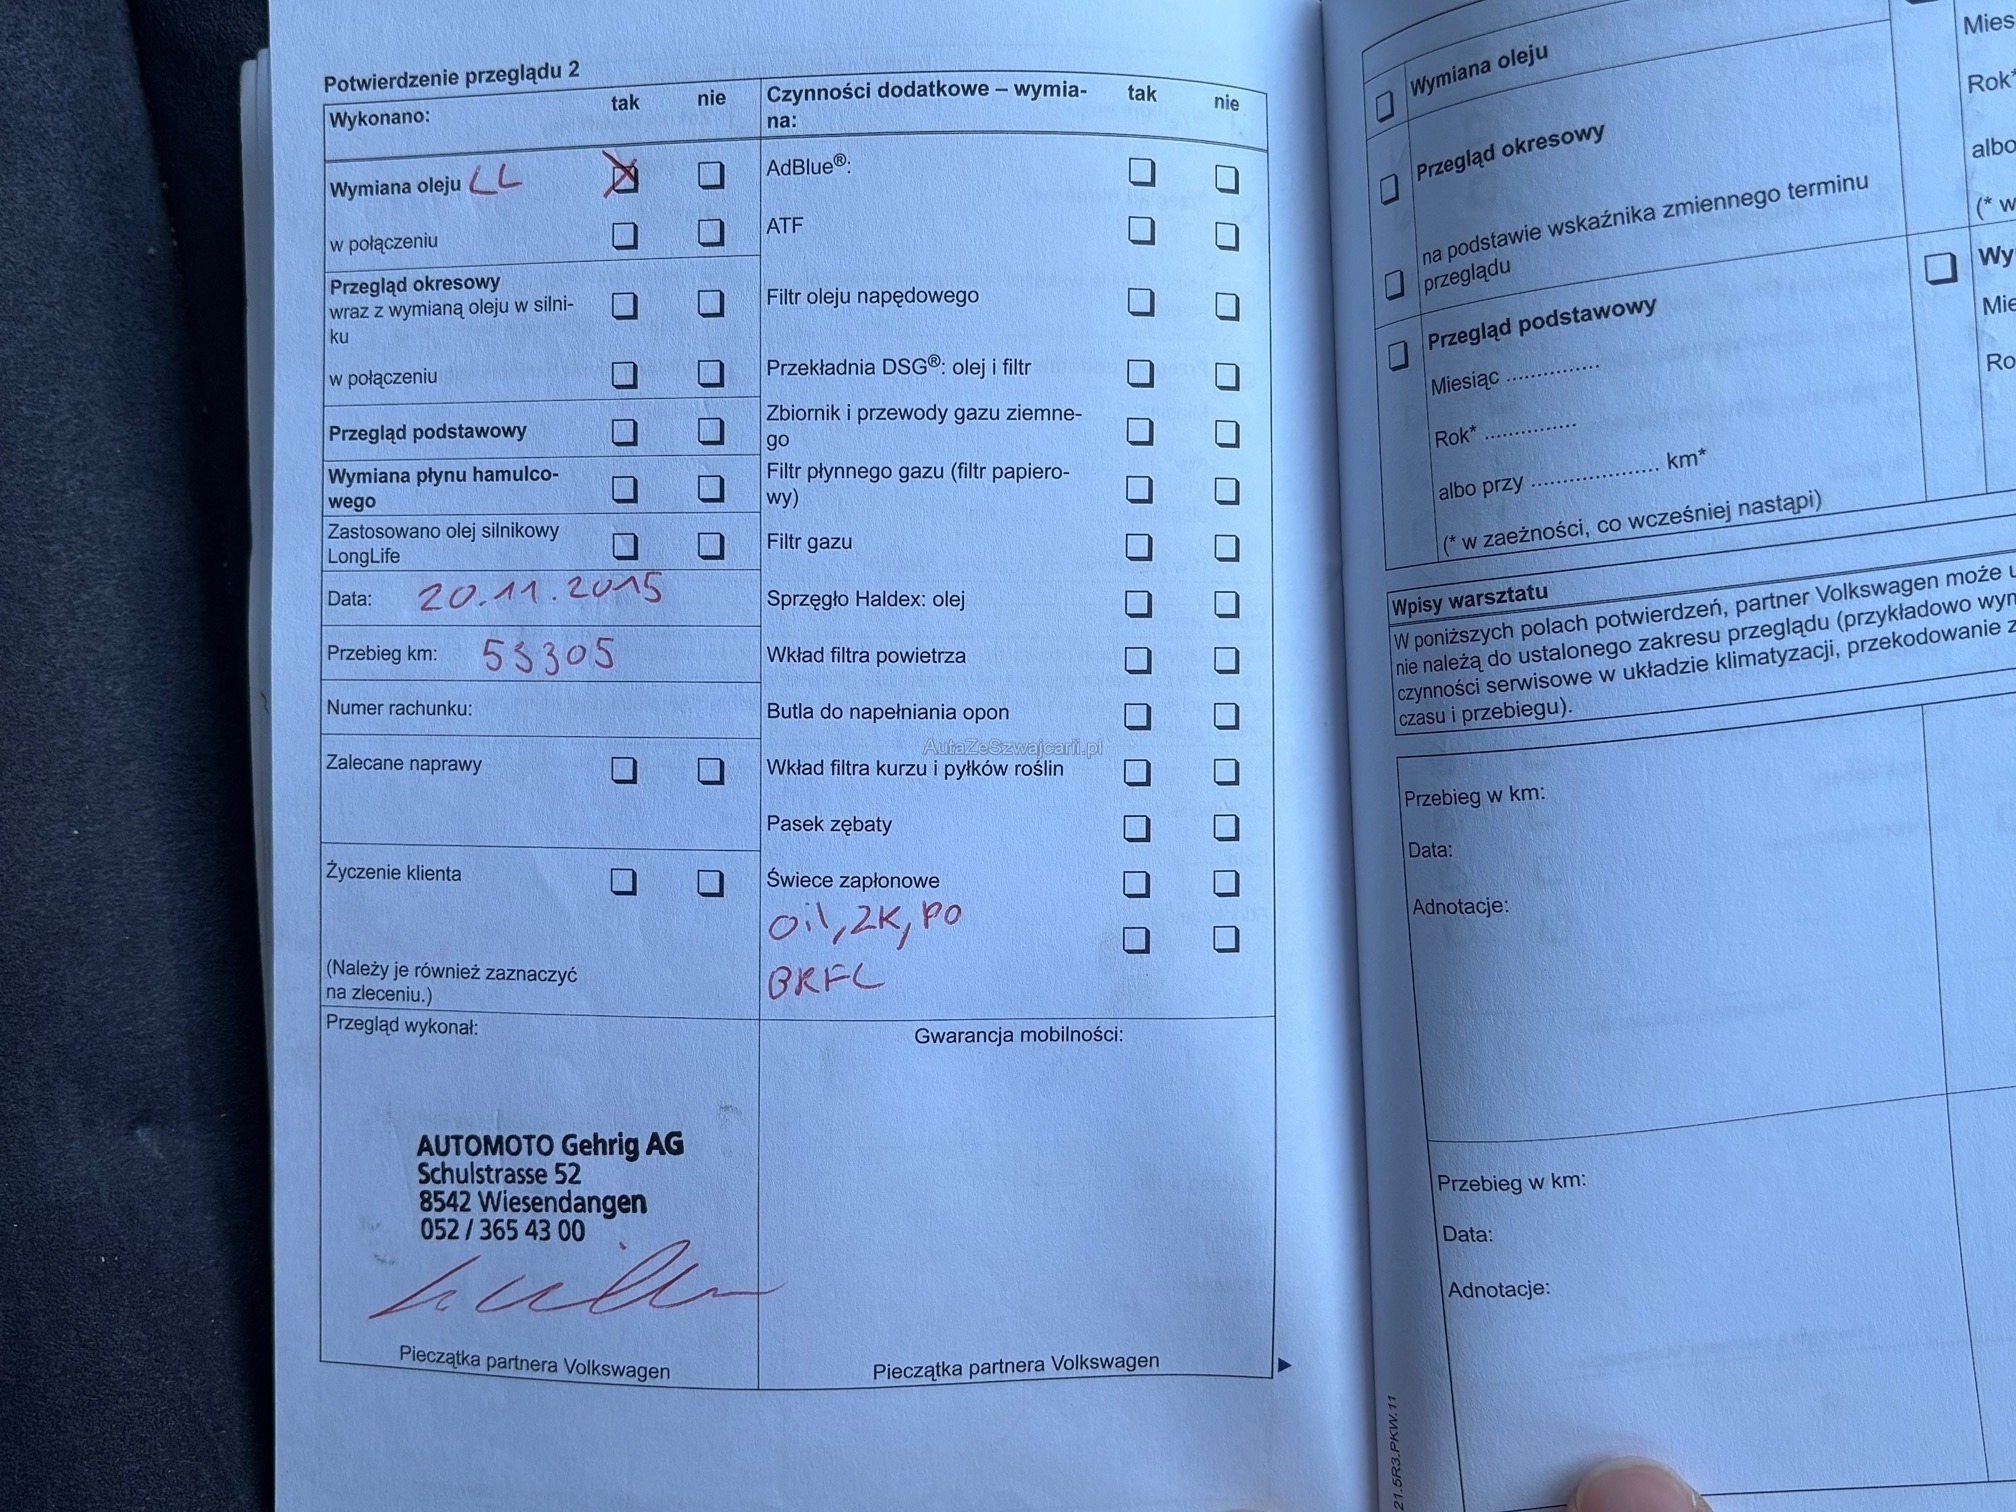 Potwierdzenie przeglądu 2
Wykonano: tak nie
Wymiana oleju LL
w połączeniu
Przegląd okresowy
wraz z wymianą oleju w silni-
ku
w połączeniu
Przegląd podstawowy
Wymiana płynu hamulco-
wego
Zastosowano olej silnikowy
LongLife
Data: 20.11.2015
Przebieg km: 53305
Numer rachunku:
Zalecane naprawy
Życzenie klienta
(Należy je również zaznaczyć
na zleceniu.)
Przegląd wykonał:
AUTOMOTO Gehrig AG
Schulstrasse 52
8542 Wiesendangen
052 / 365 43 00
Pieczątka partnera Volkswagen
Czynności dodatkowe – wymia- tak nie
na:
AdBlue®:
ATF
Filtr oleju napędowego
Przekładnia DSG®: olej i filtr
Zbiornik i przewody gazu ziemne-
go
Filtr płynnego gazu (filtr papiero-
wy)
Filtr gazu
Sprzęgło Haldex: olej
Wkład filtra powietrza
Butla do napełniania opon
AutaZeSzwajcarii.pl
Wkład filtra kurzu i pyłków roślin
Pasek zębaty
Świece zapłonowe
Oil, ZK, PO
BRFL
Gwarancja mobilności:
Pieczątka partnera Volkswagen
Wymiana oleju
Przegląd okresowy
na podstawie wskaźnika zmiennego terminu
przeglądu
Przegląd podstawowy
Miesiąc ...............
Rok* ...............
albo przy ..................... km*
(* w zaeżności, co wcześniej nastąpi)
Mies
Rok*
albo
(* w
Wy
Mie
Ro
Wpisy warsztatu
W poniższych polach potwierdzeń, partner Volkswagen może u
nie należą do ustalonego zakresu przeglądu (przykładowo wym
czynności serwisowe w układzie klimatyzacji, przekodowanie z
czasu i przebiegu).
Przebieg w km:
Data:
Adnotacje:
Przebieg w km:
Data:
Adnotacje:
21.5R3.PKW.11